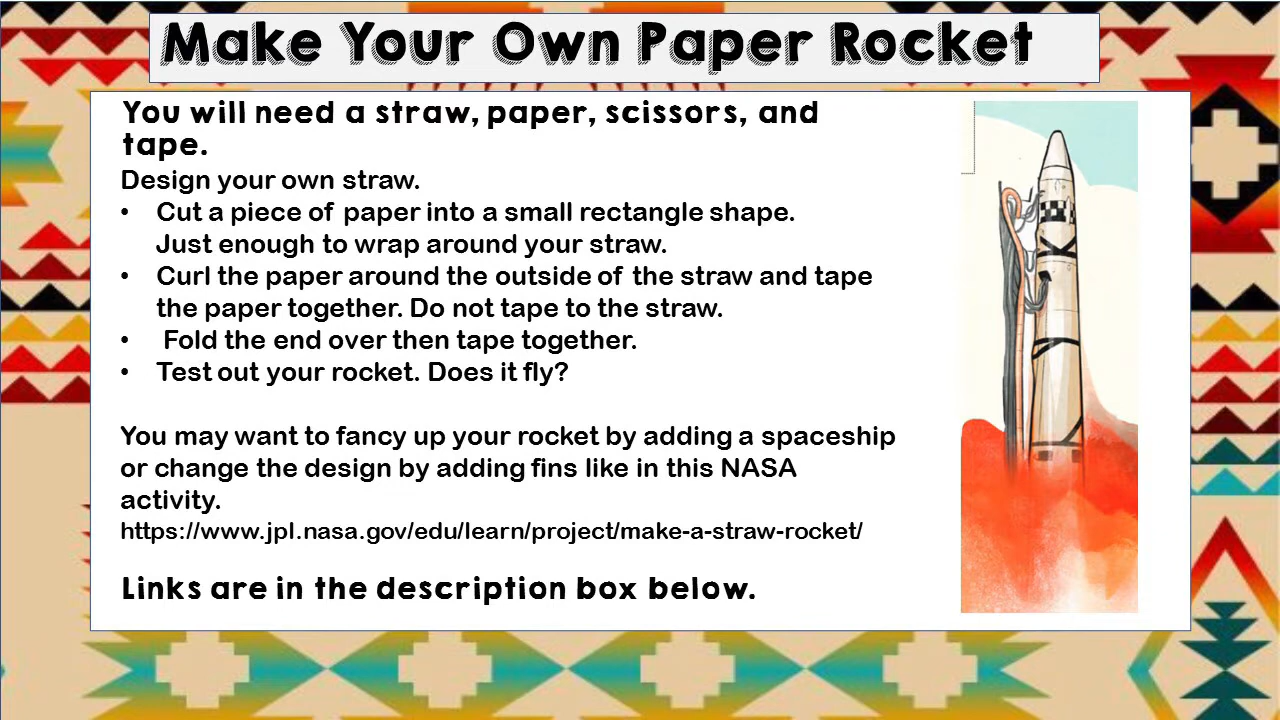 Make Your Own Paper Rocket
You will need a straw, paper, scissors, and
tape.
Design your own straw.
• Cut a piece of paper into a small rectangle shape.
Just enough to wrap around your straw.
• Curl the paper around the outside of the straw and tape
the paper together. Do not tape to the straw.
• Fold the end over then tape together.
• Test out your rocket. Does it fly?
You may want to fancy up your rocket by adding a spaceship
or change the design by adding fins like in this NASA
activity.
https://www.jpl.nasa.gov/edu/learn/project/make-a-straw-rocket/
Links are in the description box below.